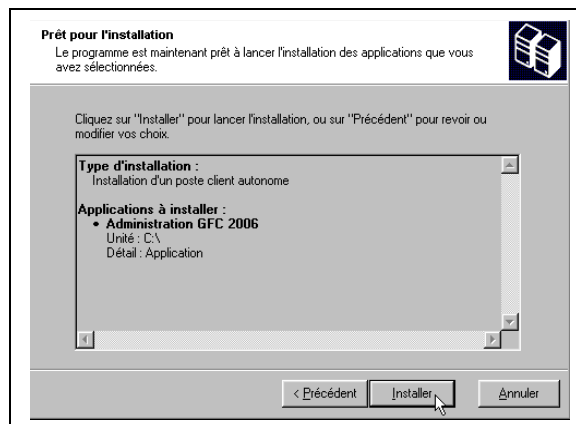 Prêt pour l'installation
Le programme est maintenant prêt à lancer l'installation des applications que vous
avez sélectionnées.
Cliquez sur "Installer" pour lancer l'installation, ou sur "Précédent" pour revoir ou
modifier vos choix.
Type d'installation :
Installation d'un poste client autonome
Applications à installer :
• Administration GFC 2006
Unité : C:\
Détail : Application
< Précédent Installer Annuler